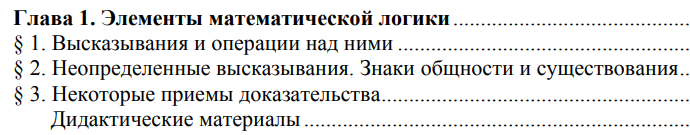 Глава 1. Элементы математической логики.......................................
§ 1. Высказывания и операции над ними................................................
§ 2. Неопределенные высказывания. Знаки общности и существования..
§ 3. Некоторые приемы доказательства...................................................
Дидактические материалы................................................................